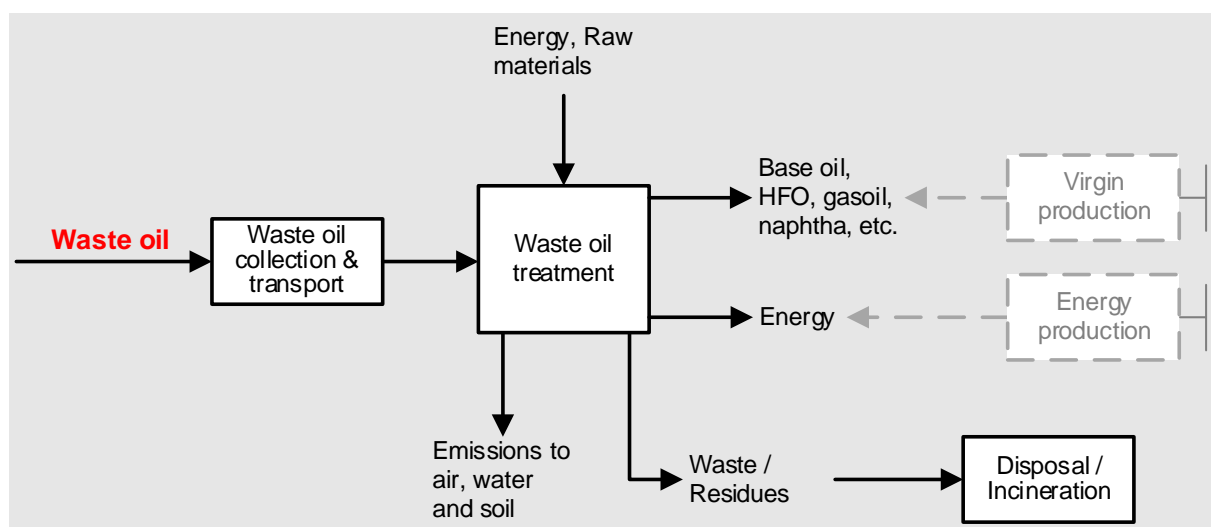 Energy, Raw
materials
Waste oil
Waste oil
collection &
transport
Waste oil
treatment
Base oil,
HFO, gasoil,
naphtha, etc.
Virgin
production
Energy
Energy
production
Emissions to
air, water
and soil
Waste /
Residues
Disposal /
Incineration